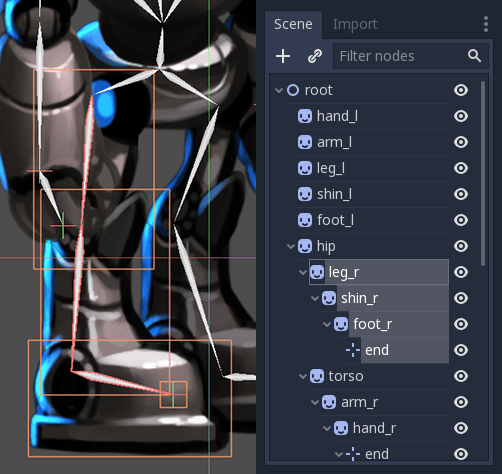 Scene Import
Filter nodes
root
hand_l
arm_l
leg_l
shin_l
foot_l
hip
leg_r
shin_r
foot_r
end
torso
arm_r
hand_r
end